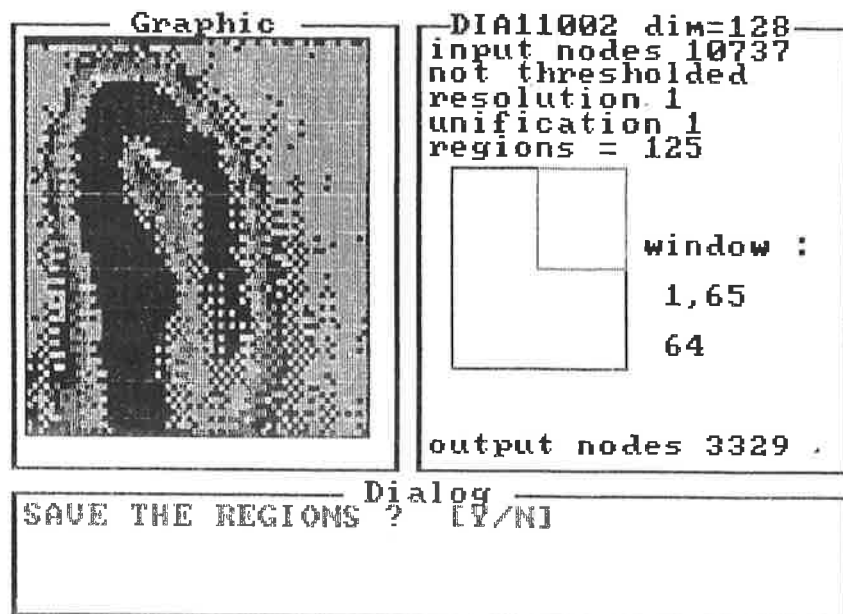 Graphic
DIA11002 dim=128
input nodes 10737
not thresholded
resolution 1
unification 1
regions = 125
window :
1,65
64
output nodes 3329
Dialog
SAVE THE REGIONS ? [Y/N]